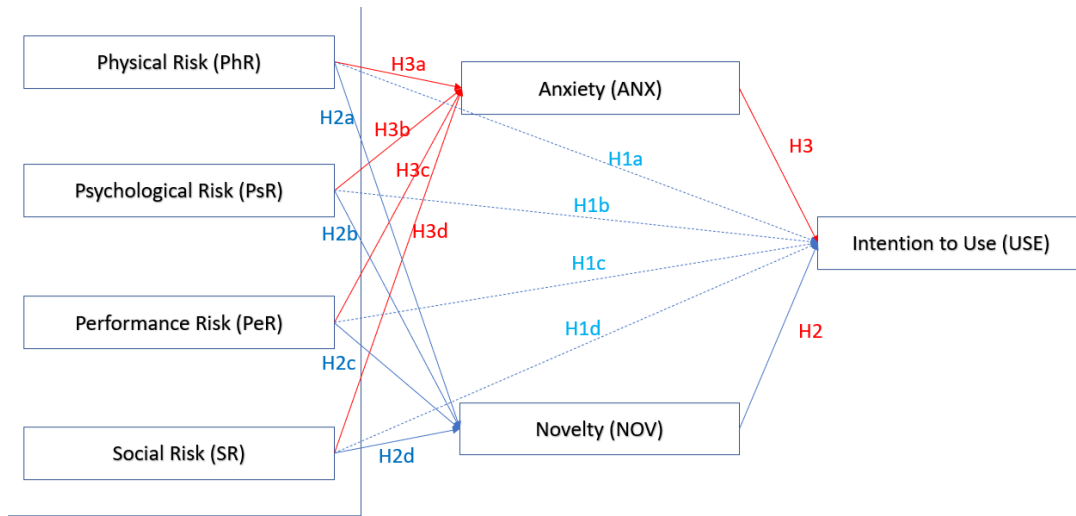 Physical Risk (PhR)
H3a
Anxiety (ANX)
H2a
H3b
H3c
H1a
H3
Psychological Risk (PsR)
H1b
H2b
H3d
Intention to Use (USE)
H1c
Performance Risk (PeR)
H1d
H2
H2c
Social Risk (SR)
H2d
Novelty (NOV)